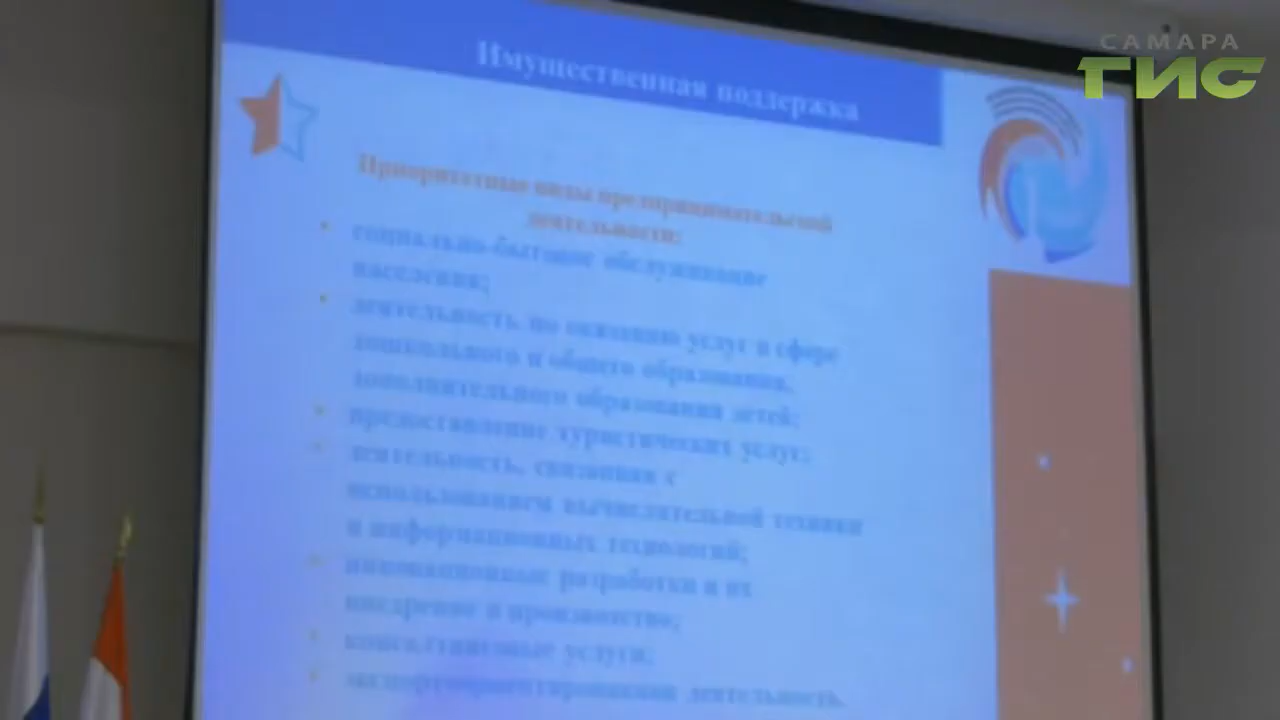 САМАРА
ГИС
Имущественная поддержка
Приоритетные виды предпринимательской
деятельности:
социально-бытовое обслуживание
населения;
деятельность по оказанию услуг в сфере
дошкольного и общего образования,
дополнительного образования детей;
предоставление туристических услуг;
деятельность, связанная с
использованием вычислительной техники
и информационных технологий;
инновационные разработки и их
внедрение в производство;
консалтинговые услуги;
экспортоориентированная деятельность.